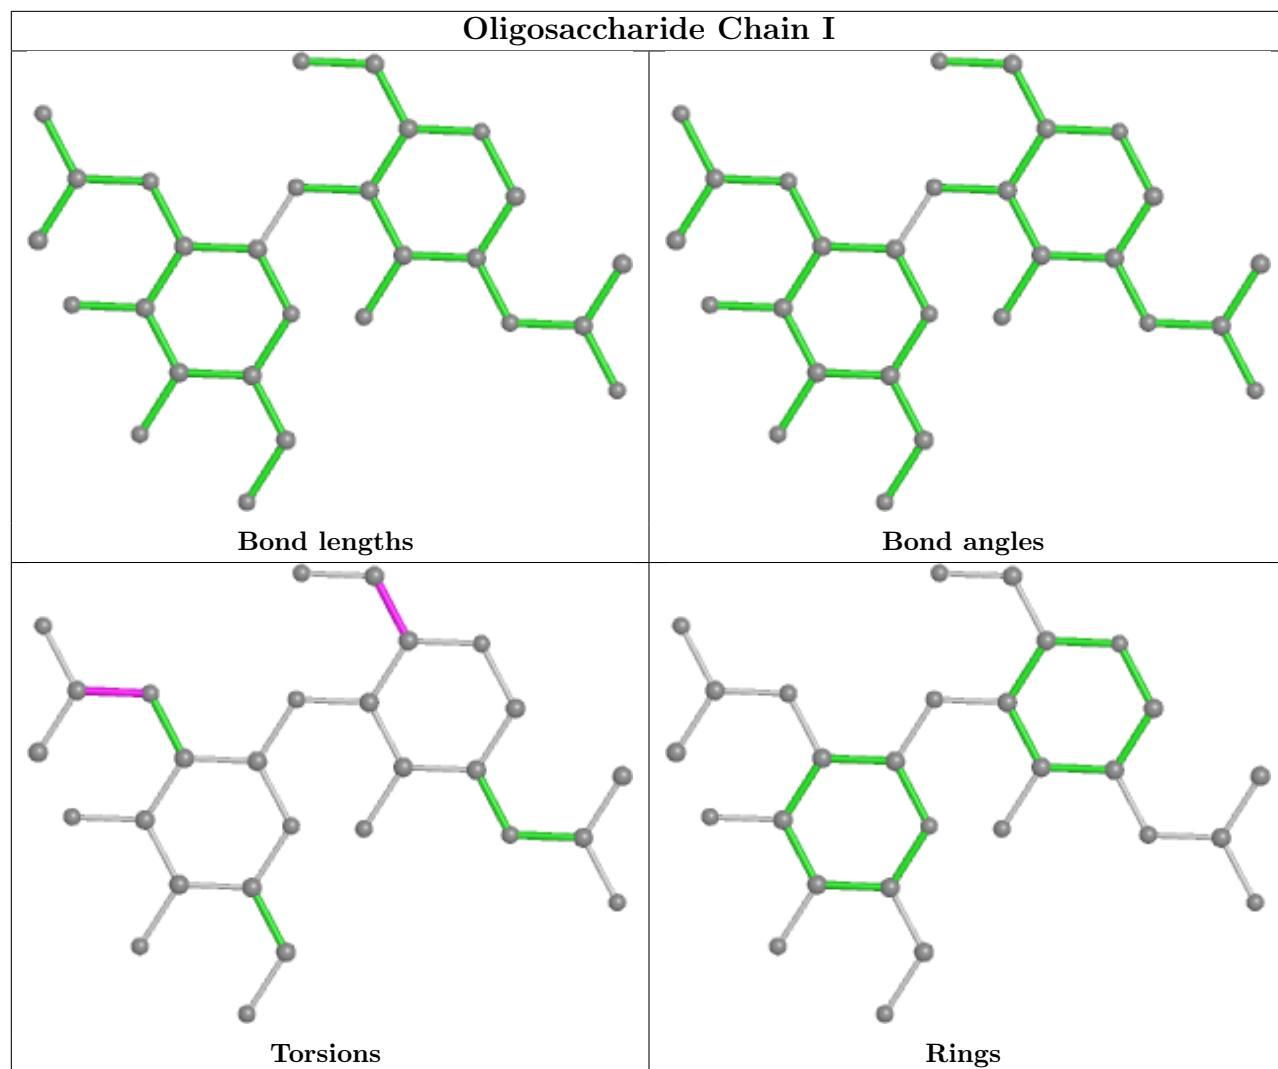 Oligosaccharide Chain I
Bond lengths
Bond angles
Torsions
Rings